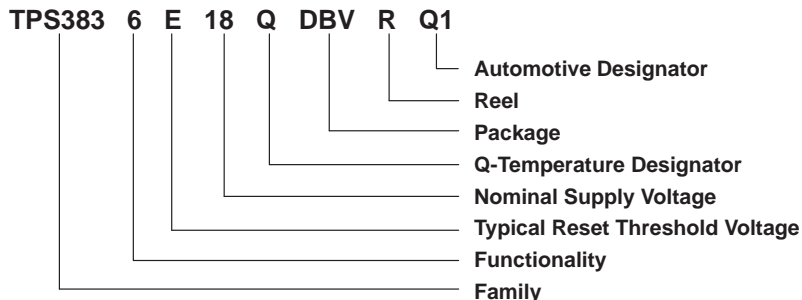 TPS383 6 E 18 Q DBV R Q1
Automotive Designator
Reel
Package
Q-Temperature Designator
Nominal Supply Voltage
Typical Reset Threshold Voltage
Functionality
Family